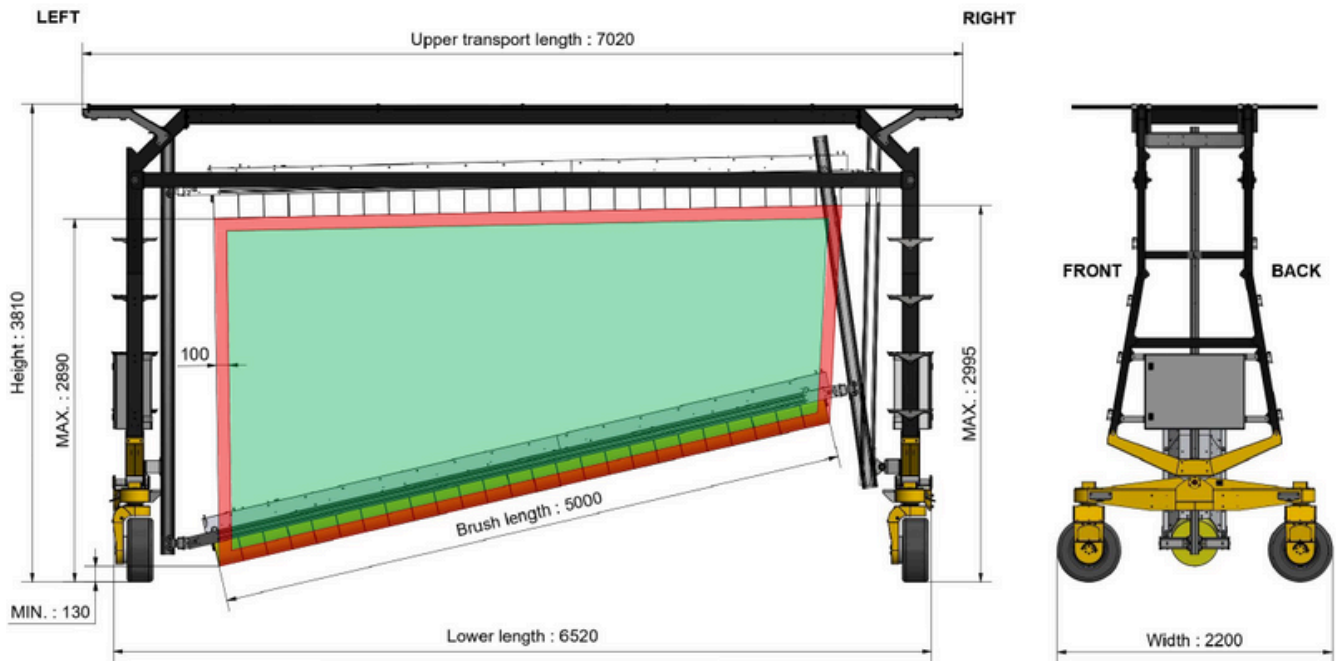 LEFT
RIGHT
Upper transport length : 7020
FRONT
BACK
Height : 3810
MAX. : 2890
100
MAX. : 2995
Brush length : 5000
MIN. : 130
Lower length : 6520
Width : 2200